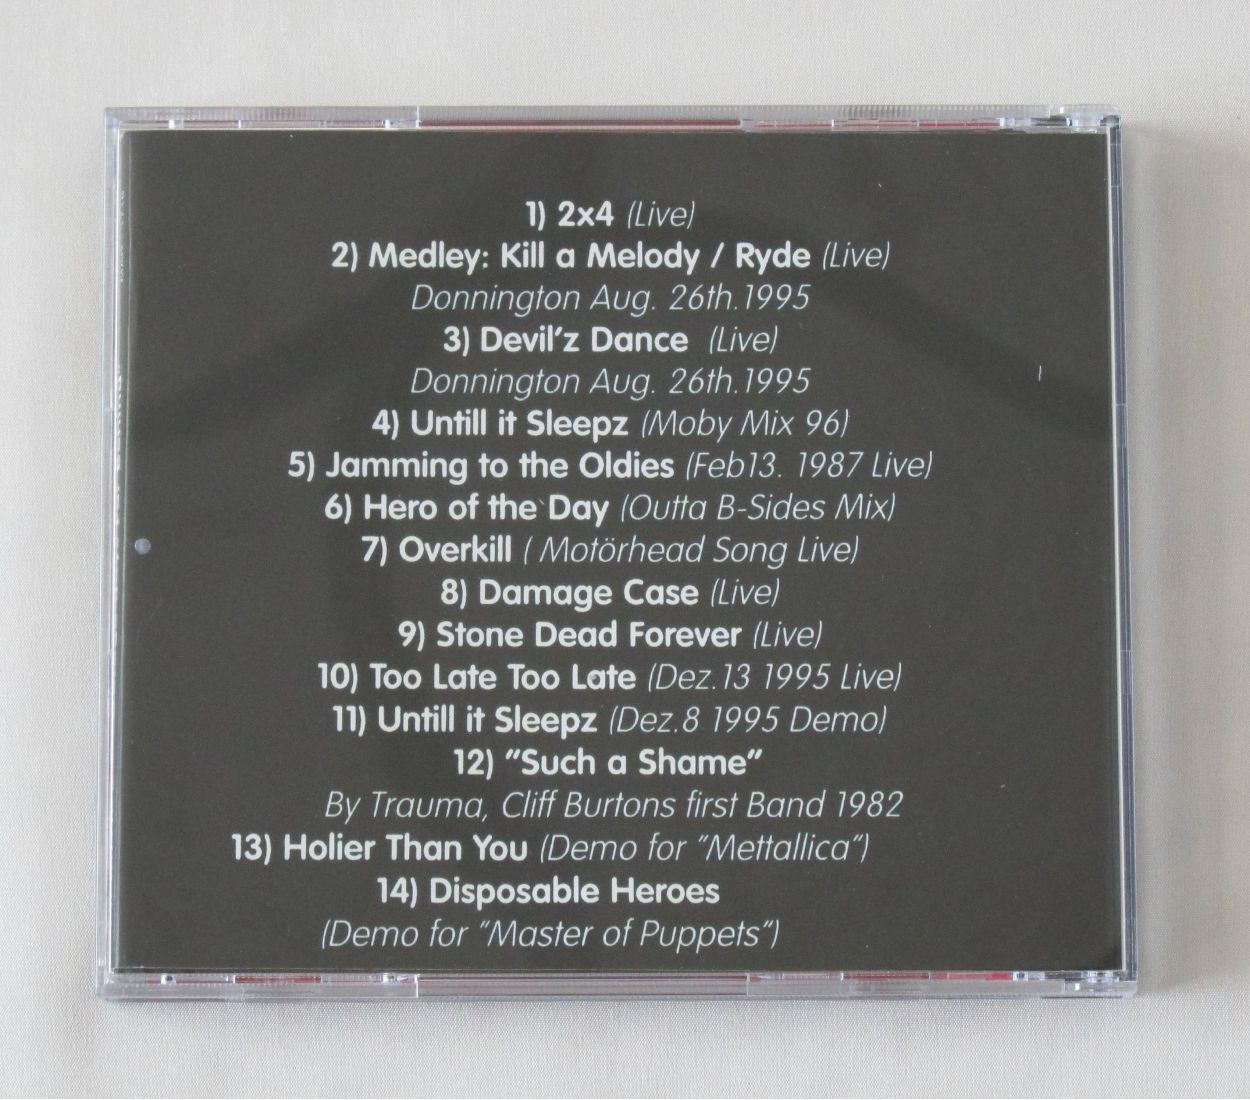 1) 2x4 (Live)
2) Medley: Kill a Melody / Ryde (Live)
Donnington Aug. 26th.1995
3) Devil'z Dance (Live)
Donnington Aug. 26th.1995
4) Untill it Sleepz (Moby Mix 96)
5) Jamming to the Oldies (Feb13. 1987 Live)
6) Hero of the Day (Outta B-Sides Mix)
7) Overkill ( Motörhead Song Live)
8) Damage Case (Live)
9) Stone Dead Forever (Live)
10) Too Late Too Late (Dez.13 1995 Live)
11) Untill it Sleepz (Dez.8 1995 Demo)
12) "Such a Shame"
By Trauma, Cliff Burtons first Band 1982
13) Holier Than You (Demo for "Mettallica")
14) Disposable Heroes
(Demo for "Master of Puppets")